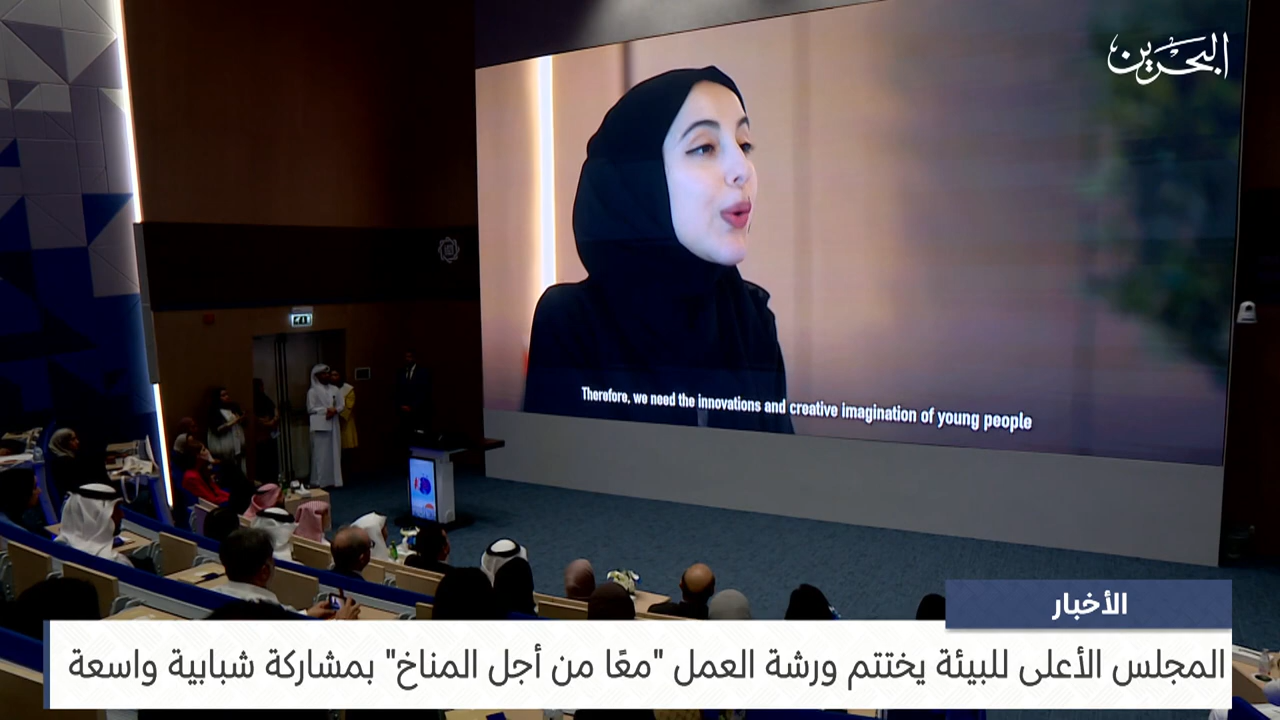 البحرين
Therefore, we need the innovations and creative imagination of young people
الأخبار
المجلس الأعلى للبيئة يختتم ورشة العمل "معًا من أجل المناخ" بمشاركة شبابية واسعة